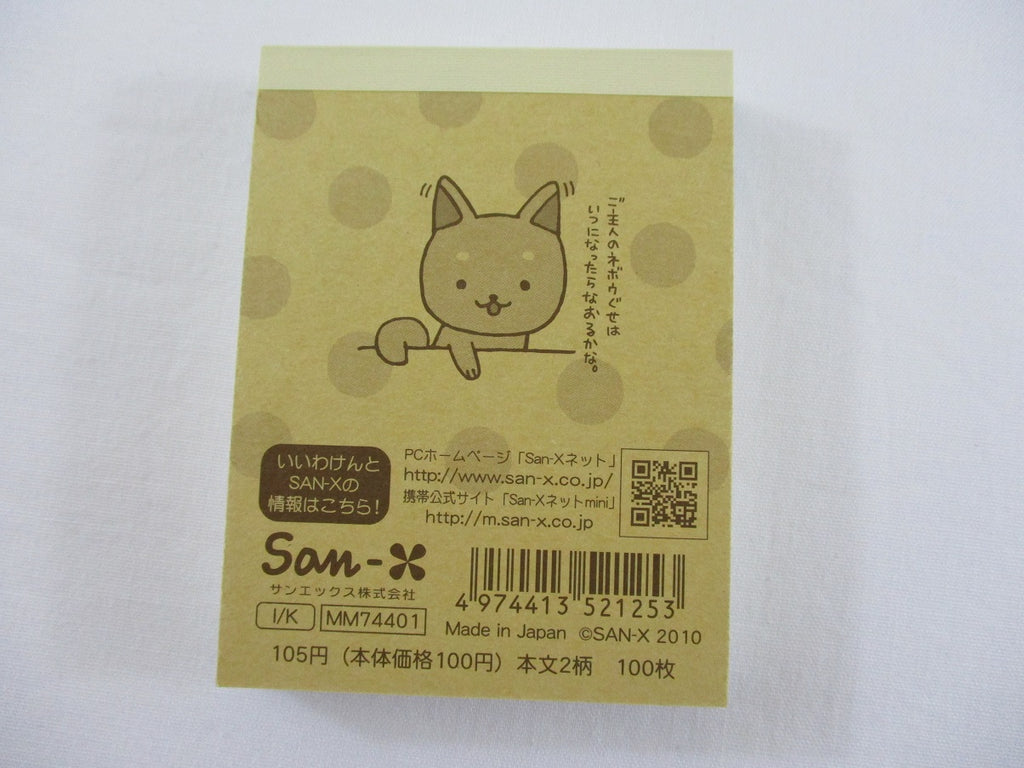 ご主人のネボウぐせは
いつになったらなおるかな。
いいわけんと
SAN-Xの
情報はこちら!
PCホームページ「San-Xネット」
http://www.san-x.co.jp/
携帯公式サイト「San-Xネットmini」
http://m.san-x.co.jp
San-X
サンエックス株式会社
I/K
MM74401
4 974413 521253
Made in Japan ©SAN-X 2010
105円(本体価格100円)本文2柄 100枚